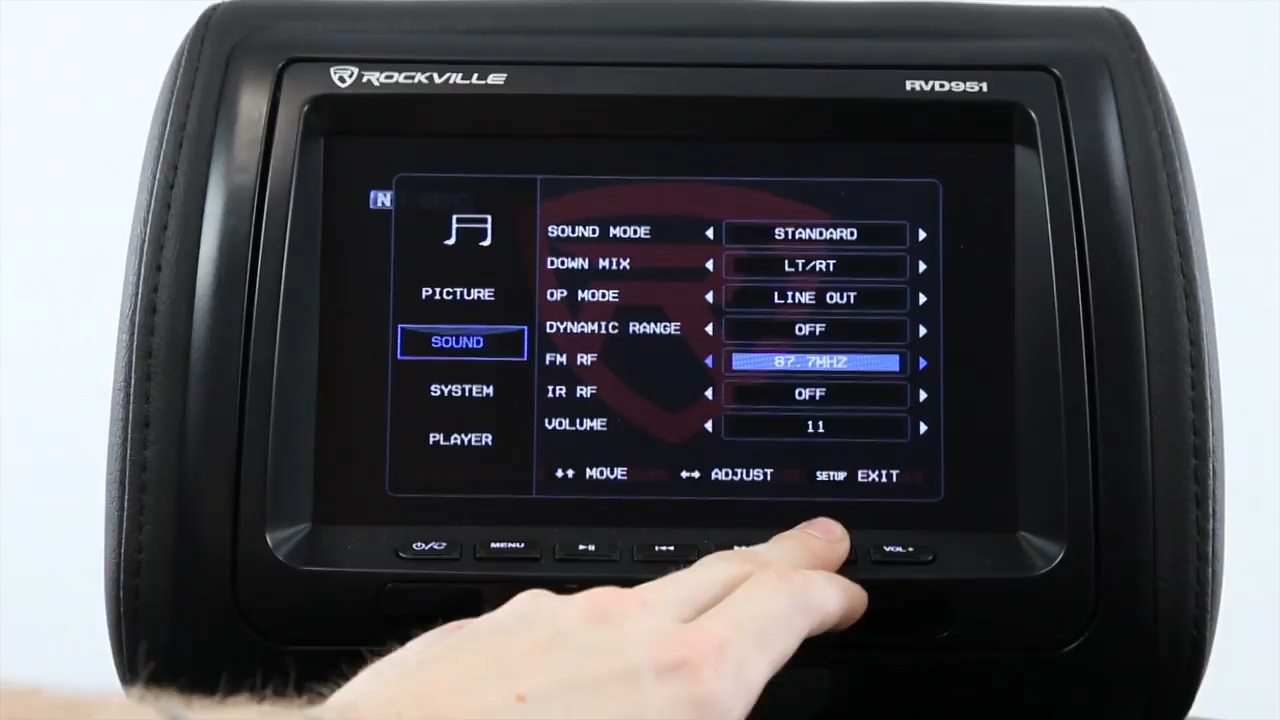 ROCKVILLE
RVD951
N
PICTURE
SOUND
SYSTEM
PLAYER
SOUND MODE STANDARD
DOWN MIX LT/RT
OP MODE LINE OUT
DYNAMIC RANGE OFF
FM RF 87.7MHZ
IR RF OFF
VOLUME 11
MOVE ADJUST SETUP EXIT
MENU
VOL+